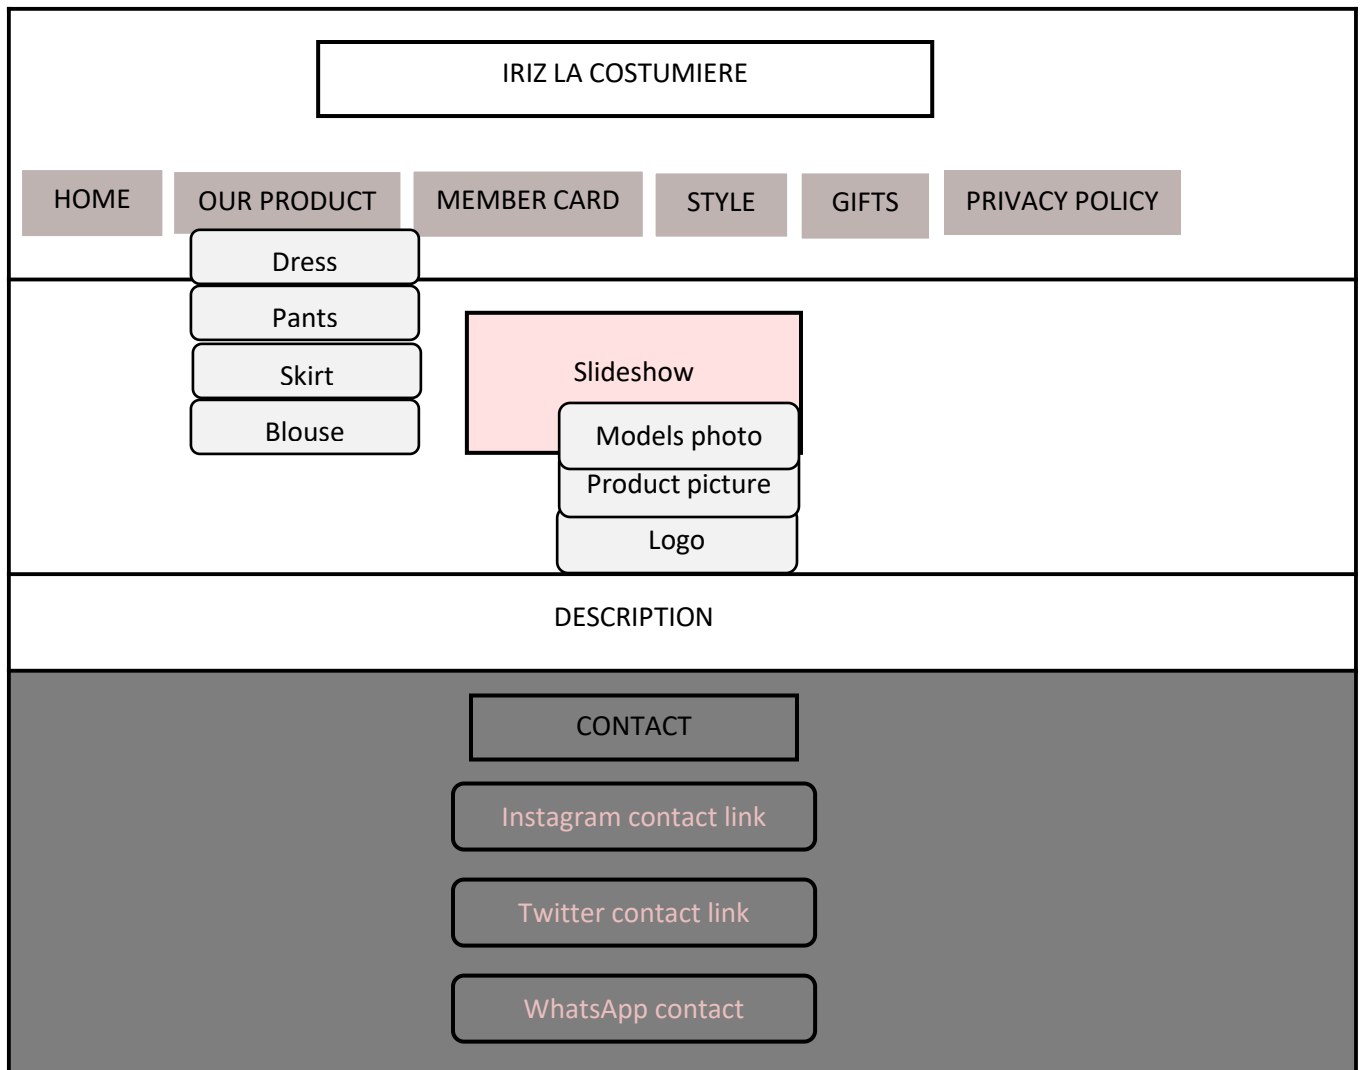 IRIZ LA COSTUMIERE
HOME
OUR PRODUCT
MEMBER CARD
STYLE
GIFTS
PRIVACY POLICY
Dress
Pants
Skirt
Blouse
Slideshow
Models photo
Product picture
Logo
DESCRIPTION
CONTACT
Instagram contact link
Twitter contact link
WhatsApp contact